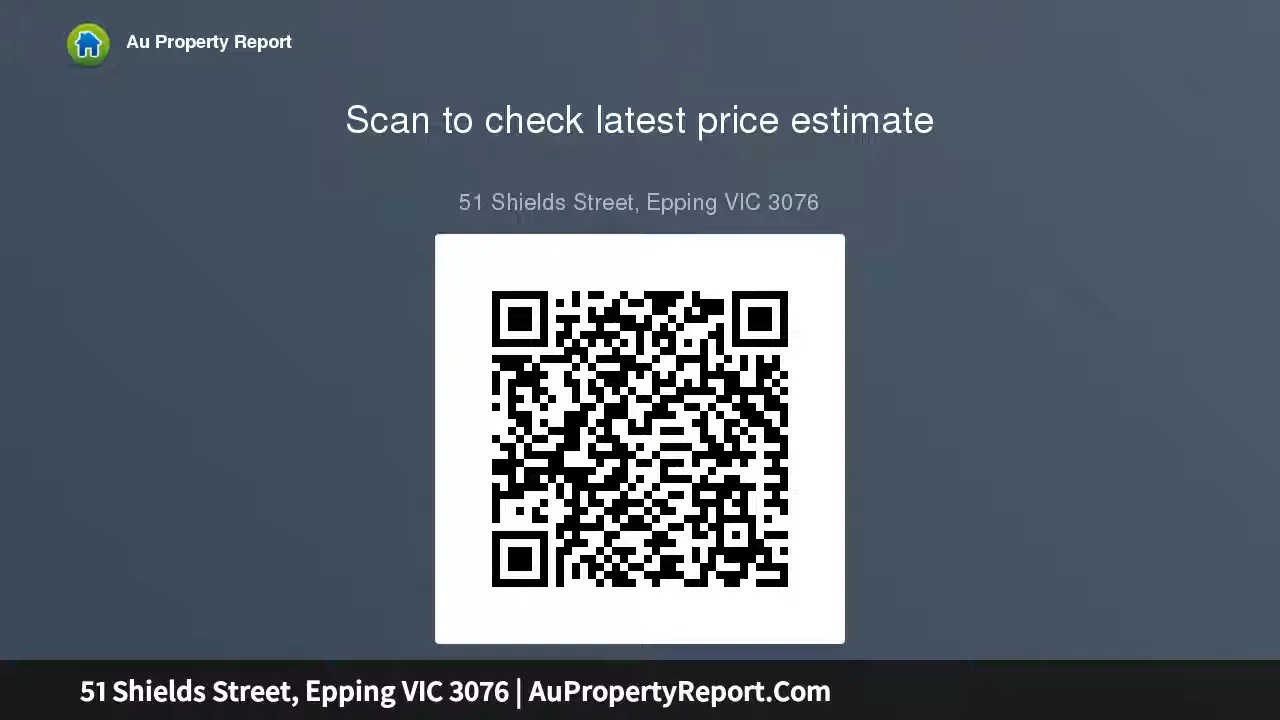 Au Property Report
Scan to check latest price estimate
51 Shields Street, Epping VIC 3076
51 Shields Street, Epping VIC 3076 | AuPropertyReport.Com